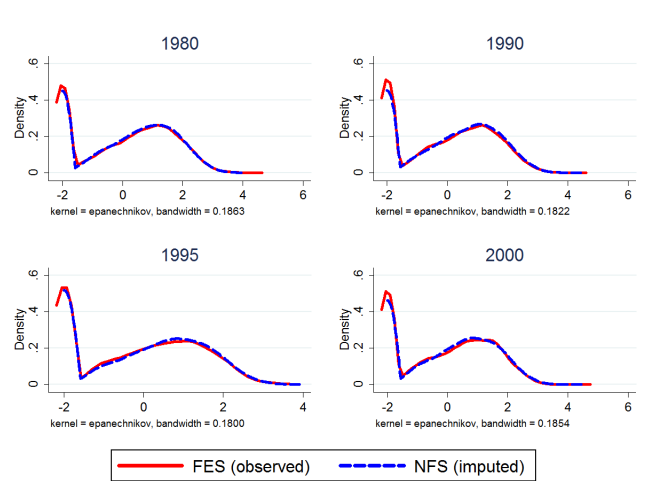 1980 1990
Density
.6
.4
.2
0
-2 0 2 4 6
kernel = epanechnikov, bandwidth = 0.1863
.6
.4
.2
0
-2 0 2 4 6
kernel = epanechnikov, bandwidth = 0.1822
1995 2000
Density
.6
.4
.2
0
-2 0 2 4
kernel = epanechnikov, bandwidth = 0.1800
.6
.4
.2
0
-2 0 2 4 6
kernel = epanechnikov, bandwidth = 0.1854
FES (observed) NFS (imputed)